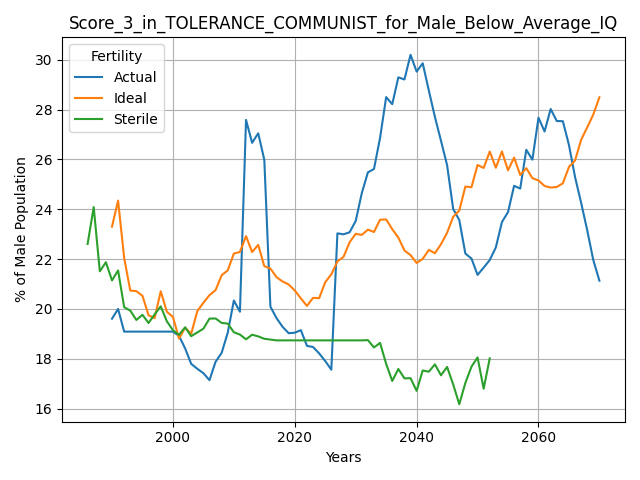 Score_3_in_TOLERANCE_COMMUNIST_for_Male_Below_Average_IQ
Fertility
Actual
Ideal
Sterile
% of Male Population
30
28
26
24
22
20
18
16
2000
2020
2040
2060
Years